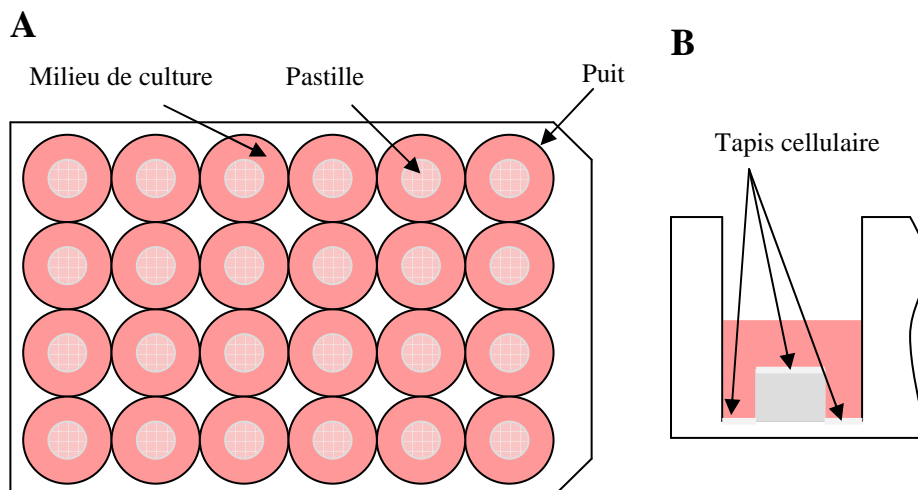 A
B
Milieu de culture
Pastille
Puit
Tapis cellulaire